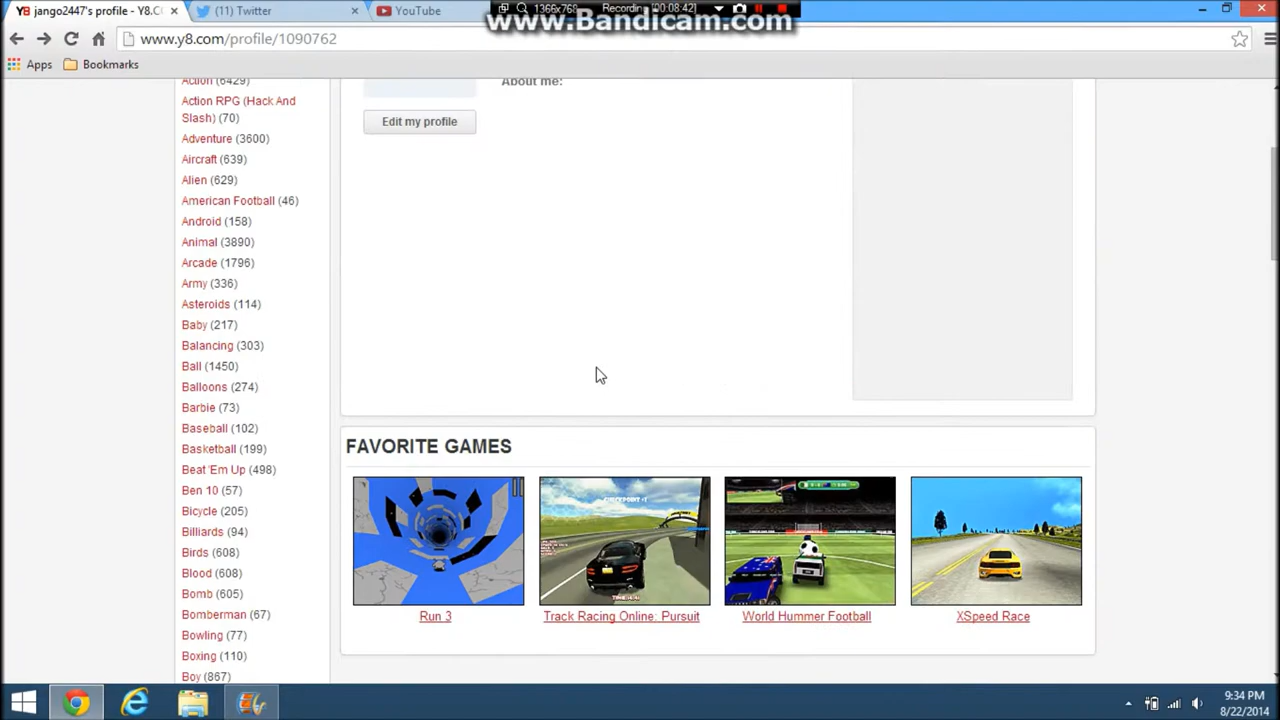 jango2447's profile - Y8.C
(11) Twitter
YouTube
1366x768
Recording [00:08:42]
www.Bandicam.com
www.y8.com/profile/1090762
Apps
Bookmarks
Action (6429)
Action RPG (Hack And
Slash) (70)
Adventure (3600)
Aircraft (639)
Alien (629)
American Football (46)
Android (158)
Animal (3890)
Arcade (1796)
Army (336)
Asteroids (114)
Baby (217)
Balancing (303)
Ball (1450)
Balloons (274)
Barbie (73)
Baseball (102)
Basketball (199)
Beat 'Em Up (498)
Ben 10 (57)
Bicycle (205)
Billiards (94)
Birds (608)
Blood (608)
Bomb (605)
Bomberman (67)
Bowling (77)
Boxing (110)
Boy (867)
About me:
Edit my profile
FAVORITE GAMES
CHECKPOINT +1
Run 3
Track Racing Online: Pursuit
World Hummer Football
XSpeed Race
9:34 PM
8/22/2014